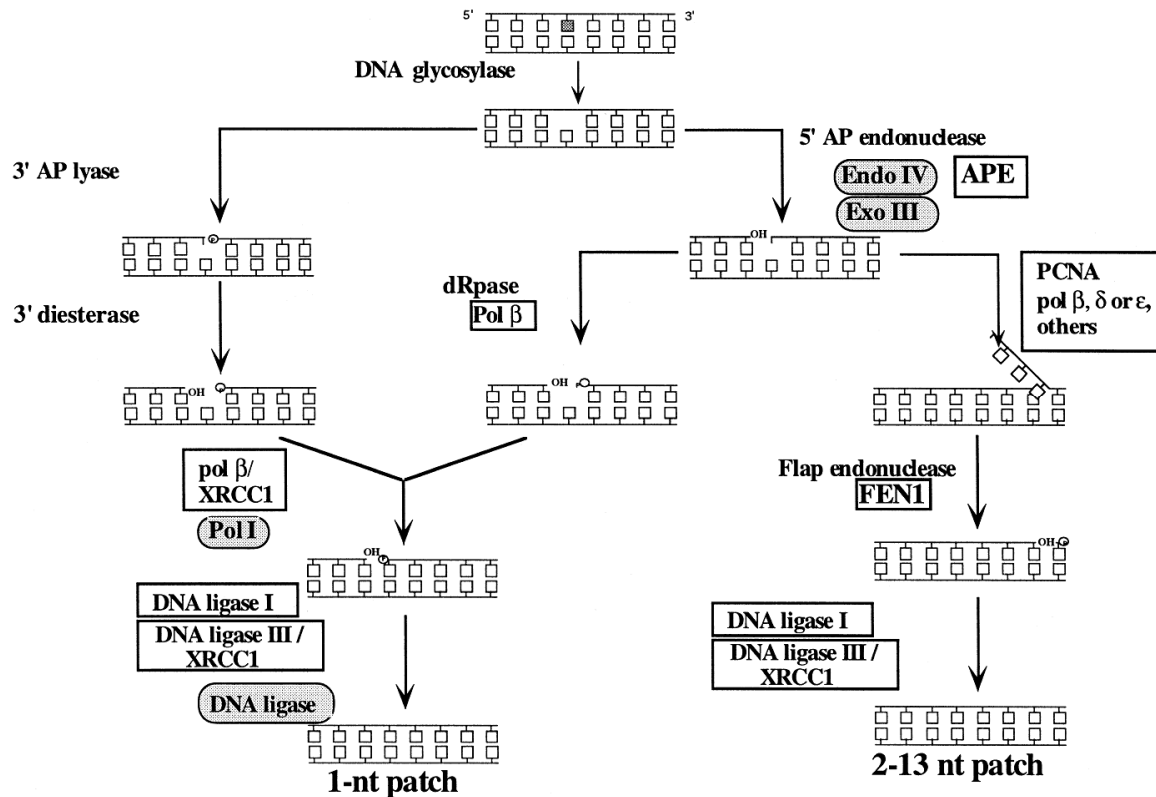 5' 3'
DNA glycosylase
3' AP lyase
5' AP endonuclease
Endo IV
APE
Exo III
P
OH
dRpase
Pol β
PCNA
pol β, δ or ε,
others
3' diesterase
OH P
OH P
pol β/
XRCC1
Pol I
Flap endonuclease
FEN1
OH P
OH P
DNA ligase I
DNA ligase III /
XRCC1
DNA ligase
DNA ligase I
DNA ligase III /
XRCC1
1-nt patch
2-13 nt patch